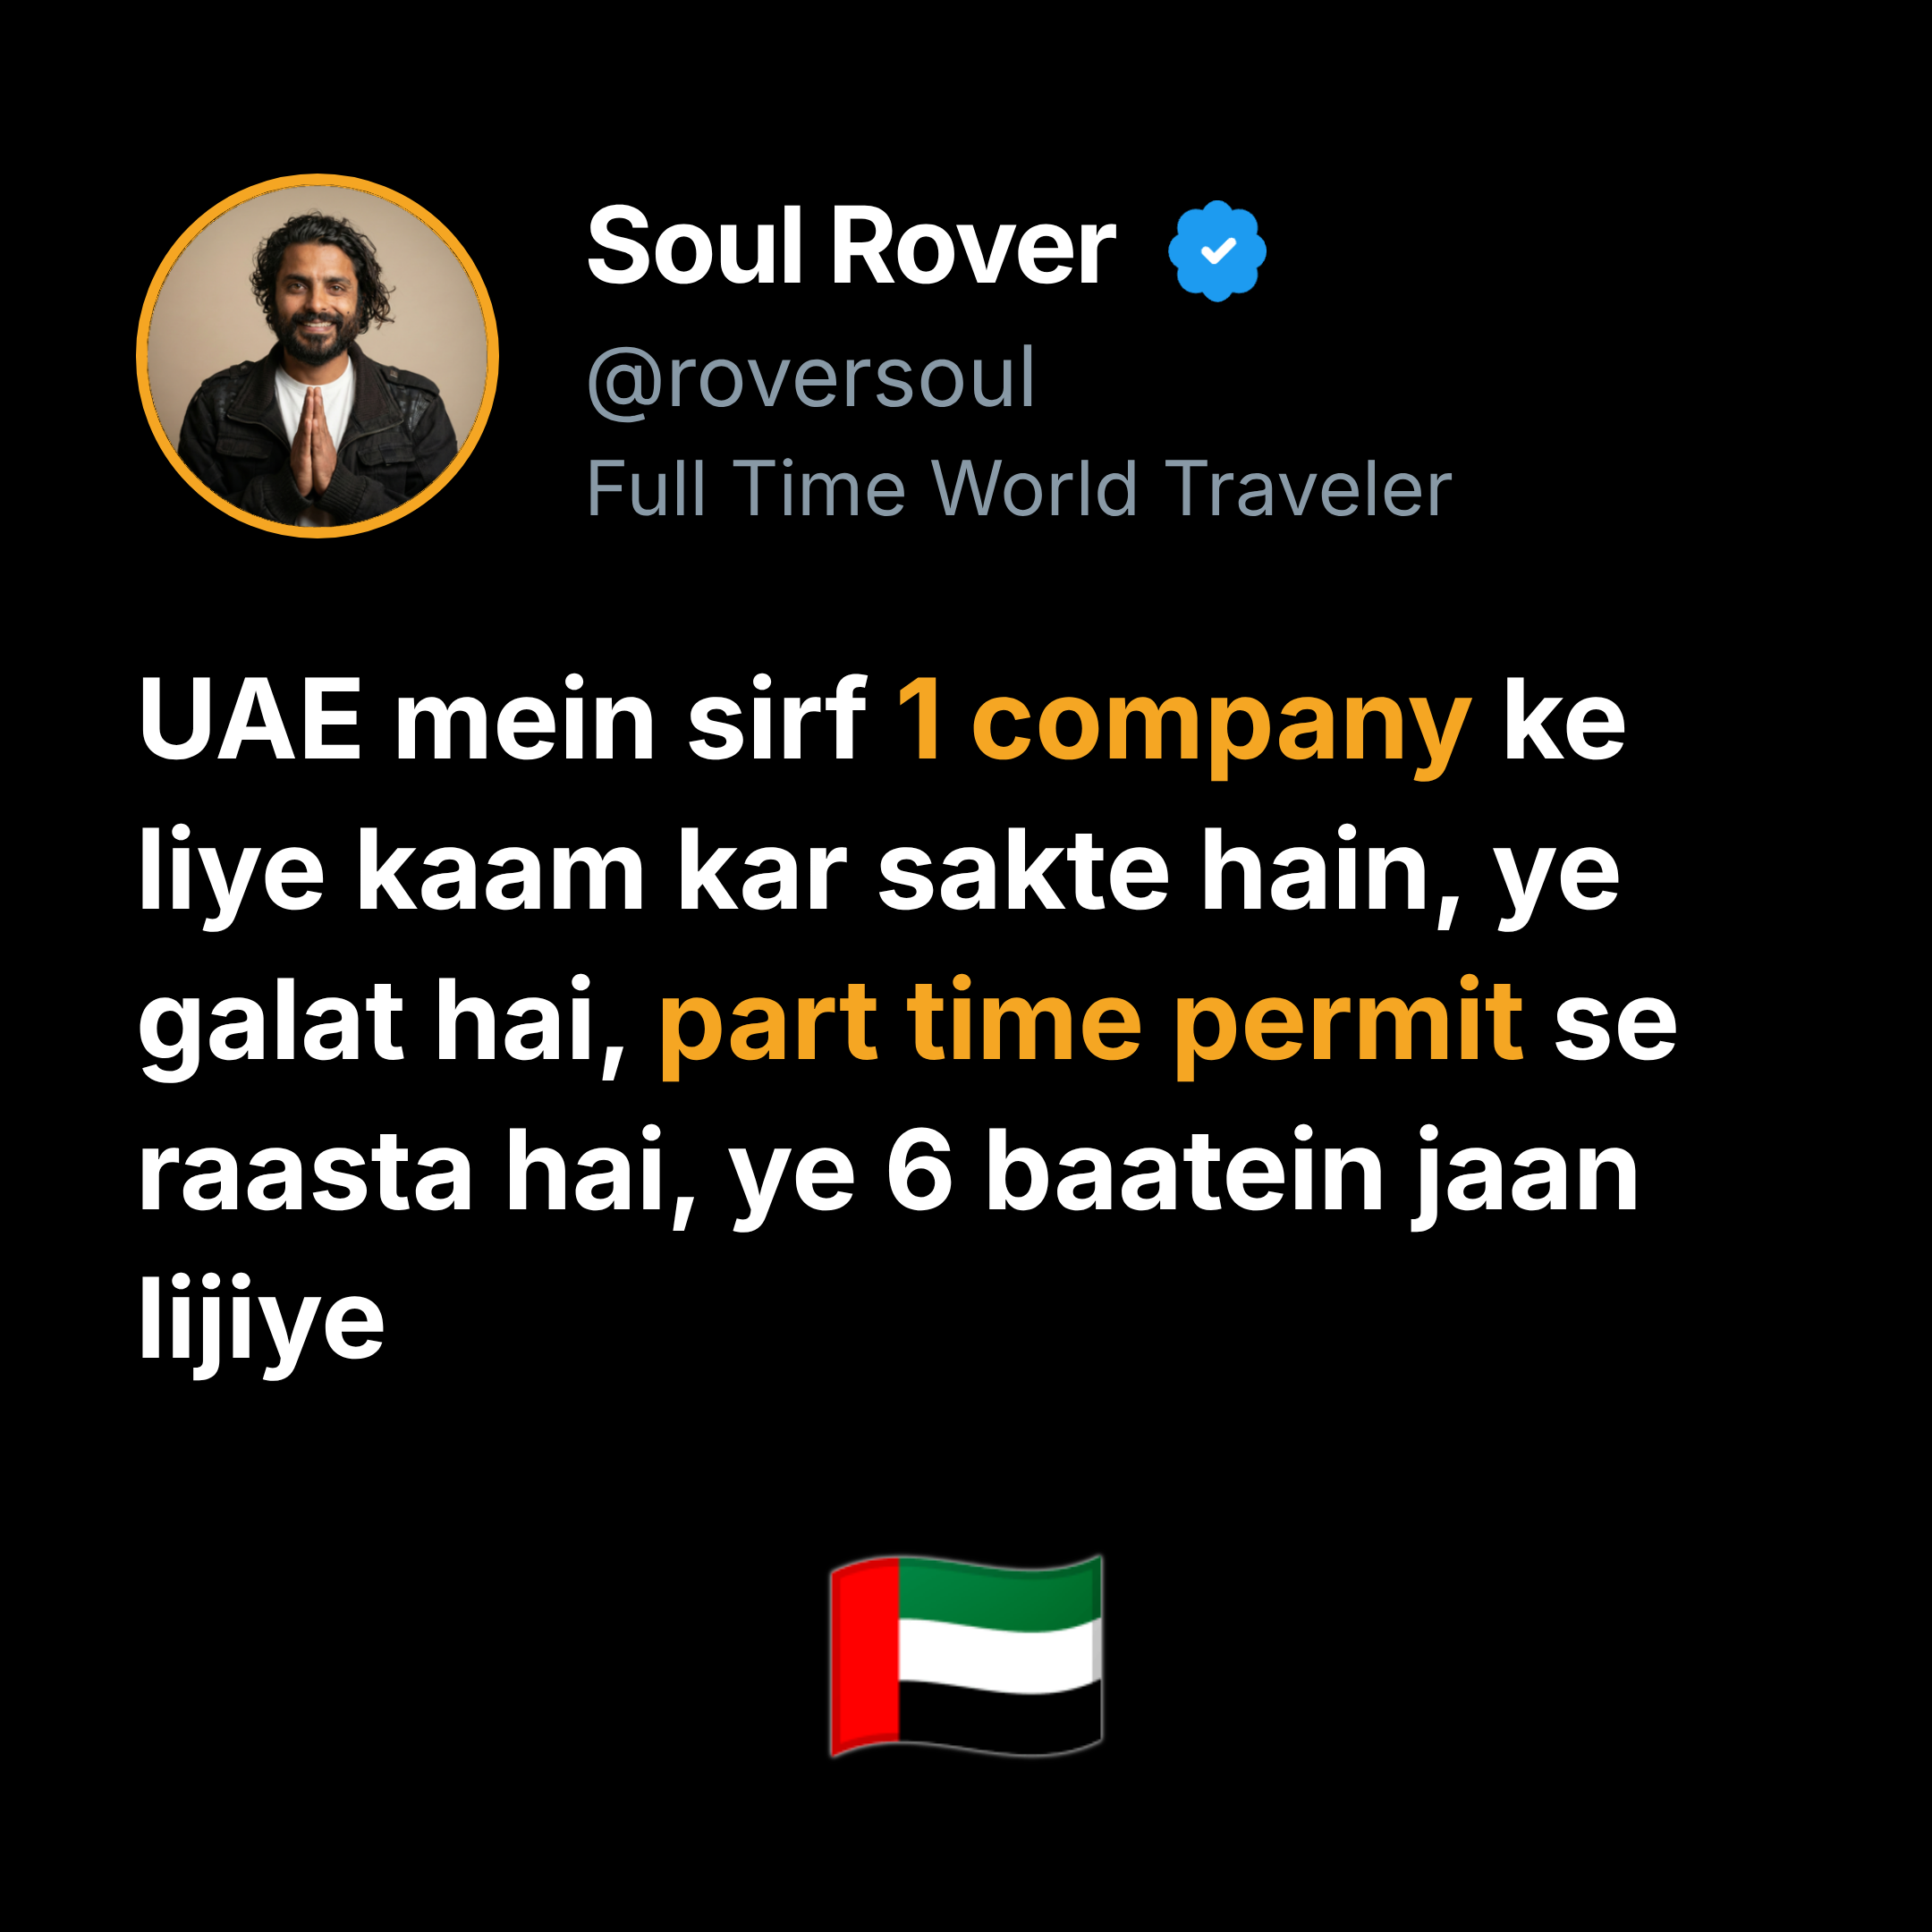 Soul Rover
@roversoul
Full Time World Traveler
UAE mein sirf 1 company ke
liye kaam kar sakte hain, ye
galat hai, part time permit se
raasta hai, ye 6 baatein jaan
lijiye